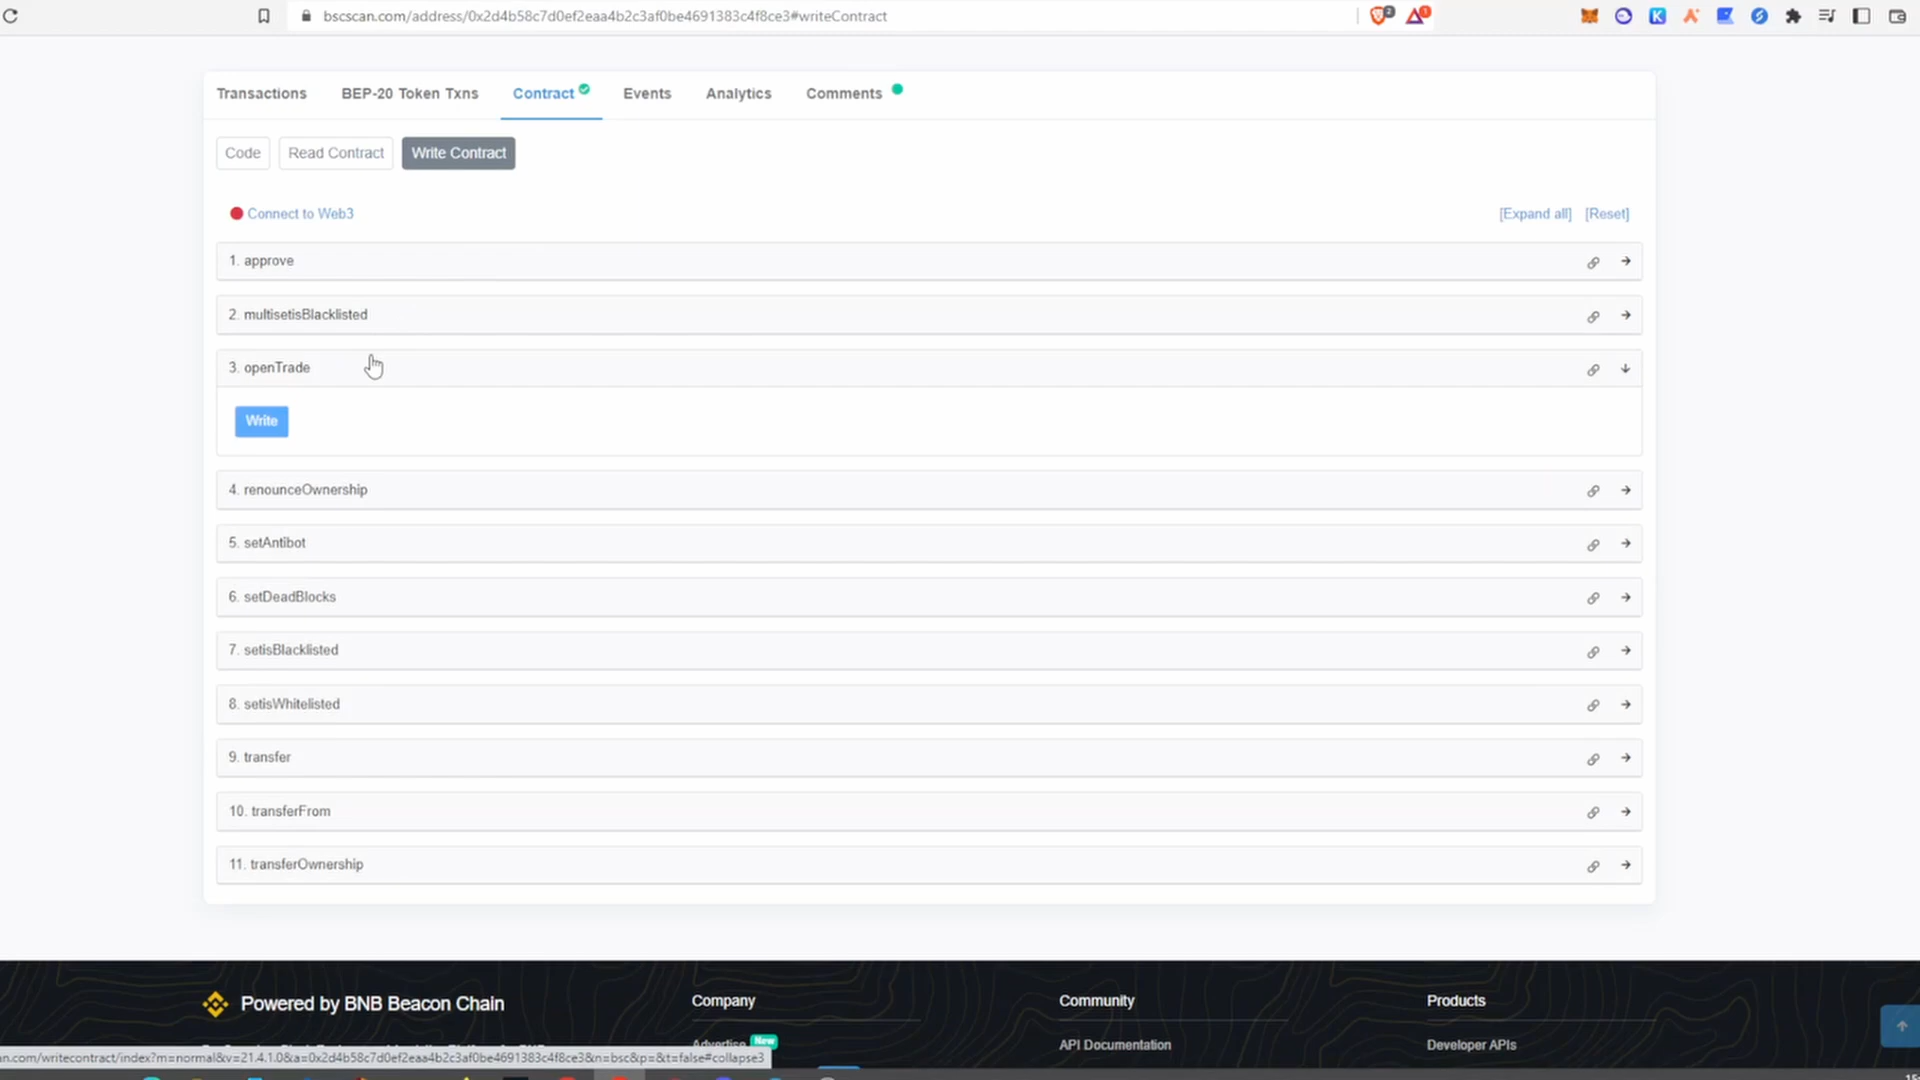 bscscan.com/address/0x2d4b58c7d0ef2eaa4b2c3af0be4691383c4f8ce3#writeContract
2
1
Transactions
BEP-20 Token Txns
Contract
Events
Analytics
Comments
Code
Read Contract
Write Contract
Connect to Web3
[Expand all]
[Reset]
1. approve
2. multisetisBlacklisted
3. openTrade
Write
4. renounceOwnership
5. setAntibot
6. setDeadBlocks
7. setisBlacklisted
8. setisWhitelisted
9. transfer
10. transferFrom
11. transferOwnership
Powered by BNB Beacon Chain
Company
Community
Products
Advertise
New
API Documentation
Developer APIs
an.com/writecontract/index?m=normal&v=21.4.1.0&a=0x2d4b58c7d0ef2eaa4b2c3af0be4691383c4f8ce3&n=bsc&p=&t=false#collapse3